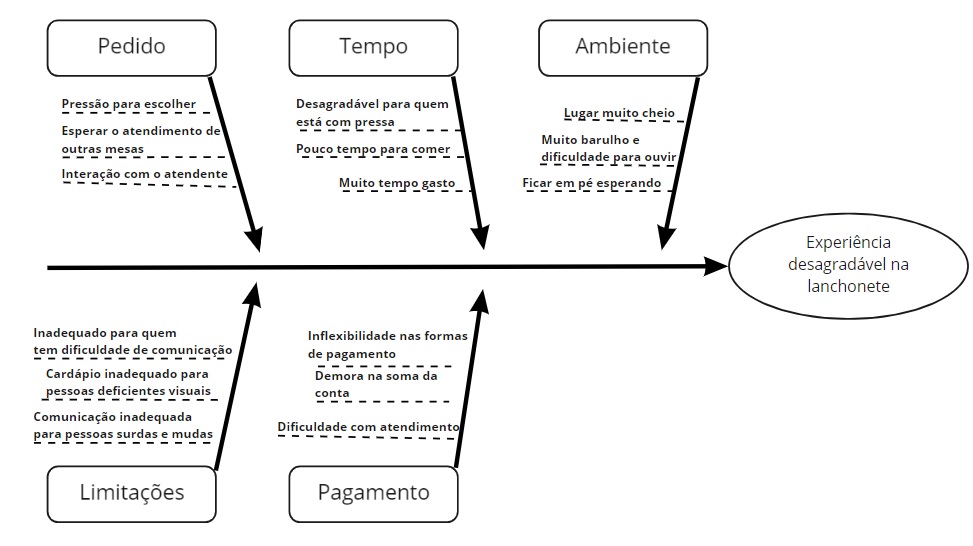 Pedido
Tempo
Ambiente
Pressão para escolher
Esperar o atendimento de
outras mesas
Interação com o atendente
Desagradável para quem
está com pressa
Pouco tempo para comer
Muito tempo gasto
Lugar muito cheio
Muito barulho e
dificuldade para ouvir
Ficar em pé esperando
Experiência
desagradável na
lanchonete
Inadequado para quem
tem dificuldade de comunicação
Cardápio inadequado para
pessoas deficientes visuais
Comunicação inadequada
para pessoas surdas e mudas
Inflexibilidade nas formas
de pagamento
Demora na soma da
conta
Dificuldade com atendimento
Limitações
Pagamento